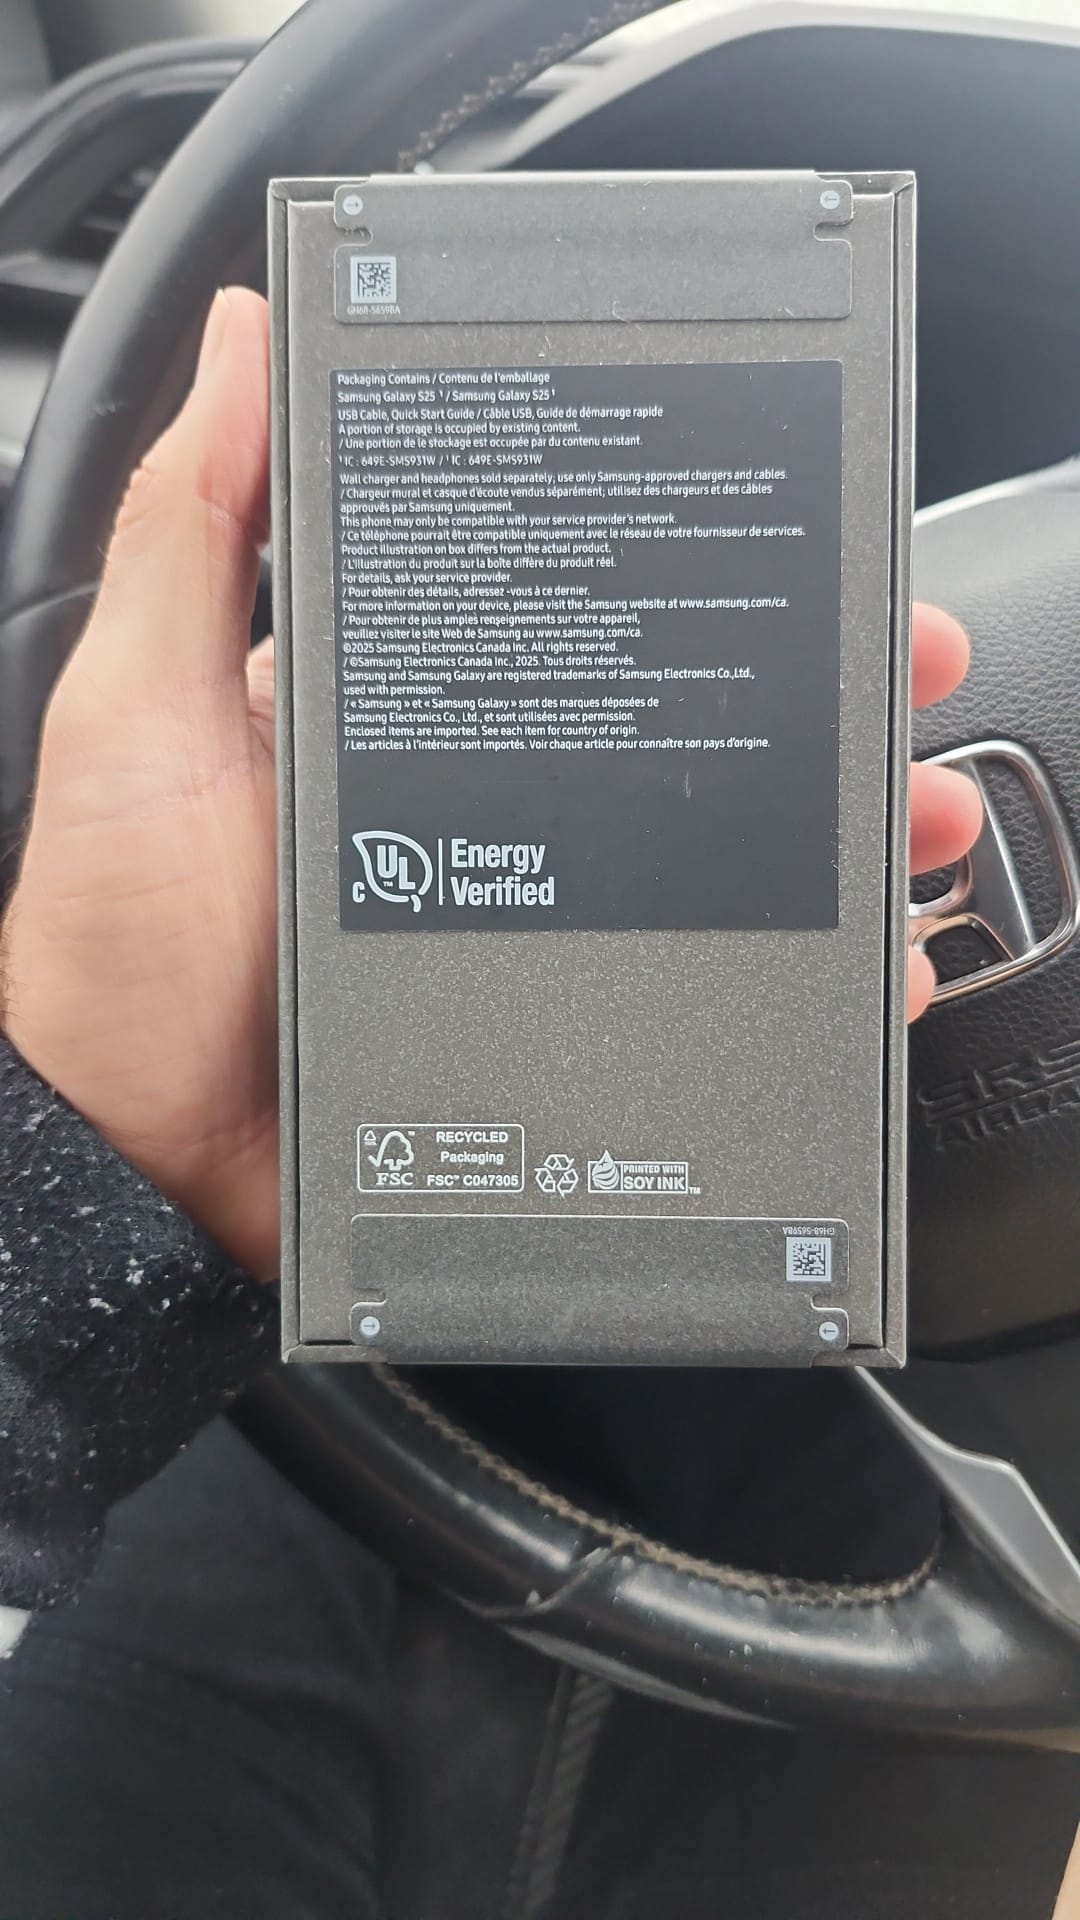 GH68-56598A
Packaging Contains / Contenu de l'emballage
Samsung Galaxy S25 ¹ / Samsung Galaxy S25 ¹
USB Cable, Quick Start Guide / Câble USB, Guide de démarrage rapide
A portion of storage is occupied by existing content.
/ Une portion de le stockage est occupée par du contenu existant.
¹ IC : 649E-SMS931W / ¹ IC : 649E-SMS931W
Wall charger and headphones sold separately; use only Samsung-approved chargers and cables.
/ Chargeur mural et casque d'écoute vendus séparément; utilisez des chargeurs et des câbles
approuvés par Samsung uniquement.
This phone may only be compatible with your service provider's network.
/ Ce téléphone pourrait être compatible uniquement avec le réseau de votre fournisseur de services.
Product illustration on box differs from the actual product.
/ L'illustration du produit sur la boîte diffère du produit réel.
For details, ask your service provider.
/ Pour obtenir des détails, adressez -vous à ce dernier.
For more information on your device, please visit the Samsung website at www.samsung.com/ca.
/ Pour obtenir de plus amples renseignements sur votre appareil,
veuillez visiter le site Web de Samsung au www.samsung.com/ca.
©2025 Samsung Electronics Canada Inc. All rights reserved.
/ ©Samsung Electronics Canada Inc., 2025. Tous droits réservés.
Samsung and Samsung Galaxy are registered trademarks of Samsung Electronics Co.,Ltd.,
used with permission.
/ « Samsung » et « Samsung Galaxy » sont des marques déposées de
Samsung Electronics Co., Ltd., et sont utilisées avec permission.
Enclosed items are imported. See each item for country of origin.
/ Les articles à l'intérieur sont importés. Voir chaque article pour connaître son pays d'origine.
C UL ™ Energy
Verified
RECYCLED
Packaging
FSC FSC™ C047305
PRINTED WITH
SOY INK™
GH68-56598A
SRS
AIRBAG